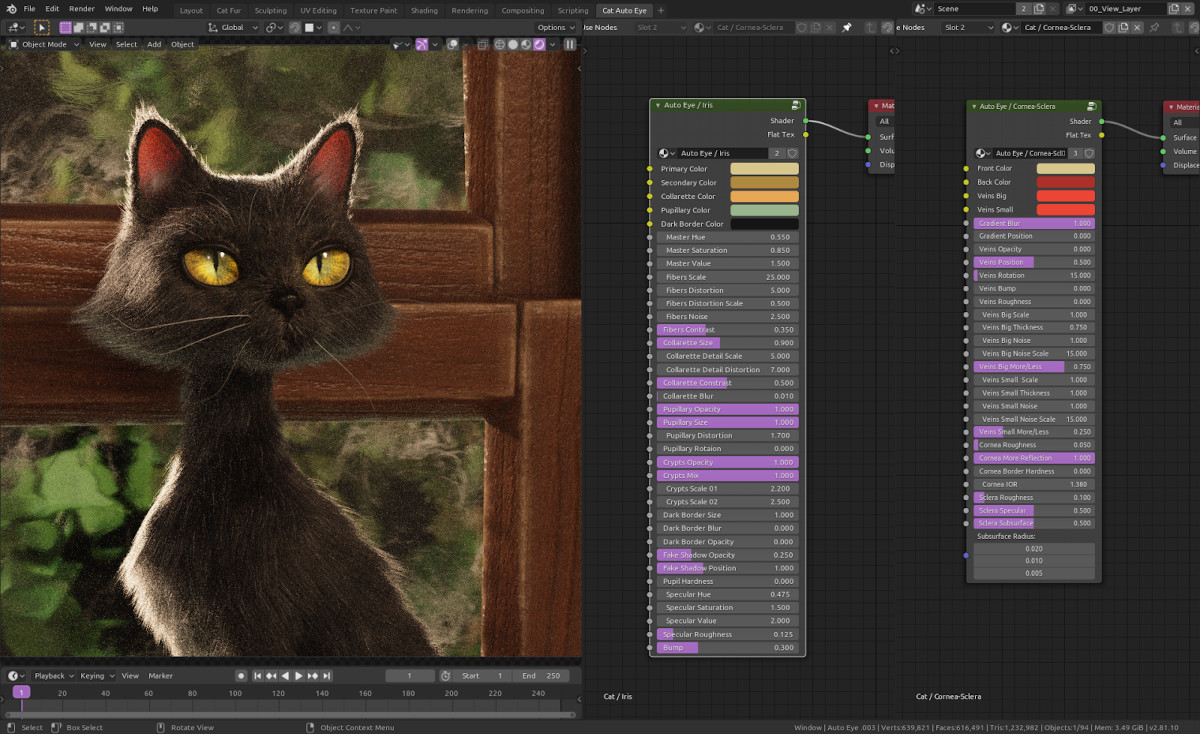 File Edit Render Window Help Layout Cat Fur Sculpting UV Editing Texture Paint Shading Rendering Compositing Scripting Cat Auto Eye + Scene 2 00_View_Layer
Global Options Use Nodes Slot 2 Cat / Cornea-Sclera e Nodes Slot 2 Cat / Cornea-Sclera
Object Mode View Select Add Object
Auto Eye / Iris
Shader
Flat Tex
Auto Eye / Iris 2
Primary Color
Secondary Color
Collarette Color
Pupillary Color
Dark Border Color
Master Hue 0.550
Master Saturation 0.850
Master Value 1.500
Fibers Scale 25.000
Fibers Distortion 5.000
Fibers Distortion Scale 0.500
Fibers Noise 2.500
Fibers Contrast 0.350
Collarette Size 0.900
Collarette Detail Scale 5.000
Collarette Detail Distortion 7.000
Collarette Constrast 0.500
Collarette Blur 0.010
Pupillary Opacity 1.000
Pupillary Size 1.000
Pupillary Distortion 1.700
Pupillary Rotaion 0.000
Crypts Opacity 1.000
Crypts Mix 1.000
Crypts Scale 01 2.200
Crypts Scale 02 2.500
Dark Border Size 1.000
Dark Border Blur 0.000
Dark Border Opacity 0.000
Fake Shadow Opacity 0.250
Fake Shadow Position 1.000
Pupil Hardness 0.000
Specular Hue 0.475
Specular Saturation 1.500
Specular Value 2.000
Specular Roughness 0.125
Bump 0.300
Mat
All
Surf
Volu
Disp
Cat / Iris
Auto Eye / Cornea-Sclera
Shader
Flat Tex
Auto Eye / Cornea-Scl 3
Front Color
Back Color
Veins Big
Veins Small
Gradient Blur 1.000
Gradient Position 0.000
Veins Opacity 0.000
Veins Position 0.500
Veins Rotation 15.000
Veins Bump 0.000
Veins Roughness 0.000
Veins Big Scale 1.000
Veins Big Thickness 0.750
Veins Big Noise 1.000
Veins Big Noise Scale 15.000
Veins Big More/Less 0.750
Veins Small Scale 1.000
Veins Small Thickness 1.000
Veins Small Noise 1.000
Veins Small Noise Scale 15.000
Veins Small More/Less 0.250
Cornea Roughness 0.050
Cornea More Reflection 1.000
Cornea Border Hardness 0.000
Cornea IOR 1.380
Sclera Roughness 0.100
Sclera Specular 0.500
Sclera Subsurface 0.500
Subsurface Radius:
0.020
0.010
0.005
Materia
All
Surface
Volume
Displace
Cat / Cornea-Sclera
Playback Keying View Marker 1 Start 1 End 250
1 20 40 60 80 100 120 140 160 180 200 220 240
Select Box Select Rotate View Object Context Menu Window | Auto Eye .003 | Verts:639,821 | Faces:616,491 | Tris:1,232,982 | Objects:1/94 | Mem: 3.49 GiB | v2.81.10